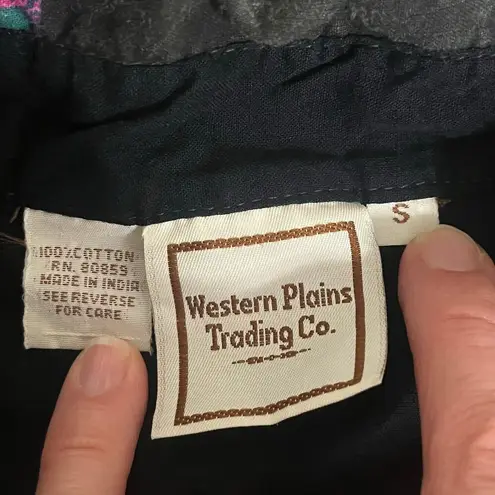 100% COTTON
RN. 80859
MADE IN INDIA
SEE REVERSE
FOR CARE
Western Plains
Trading Co.
S